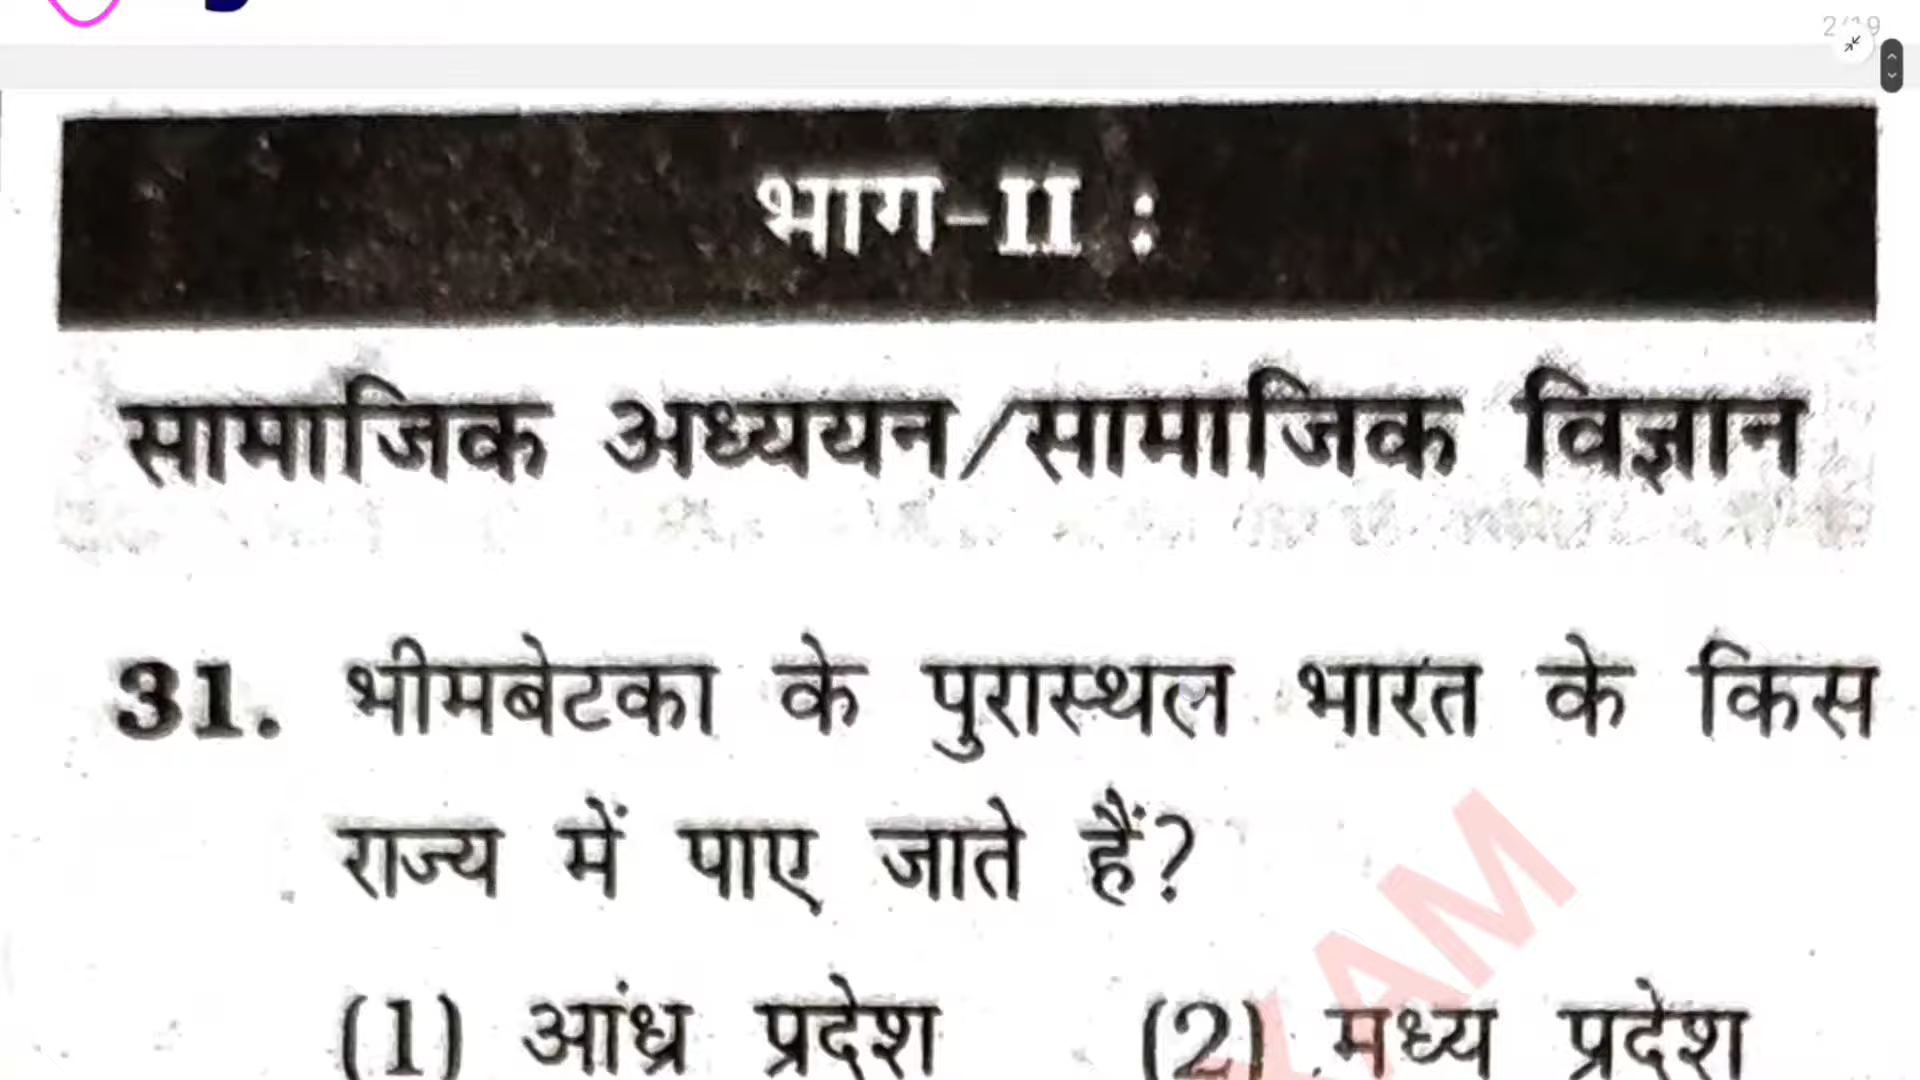 भाग-II :
सामाजिक अध्ययन/सामाजिक विज्ञान
31. भीमबेटका के पुरास्थल भारत के किस
राज्य में पाए जाते हैं?
(1) आंध्र प्रदेश (2) मध्य प्रदेश